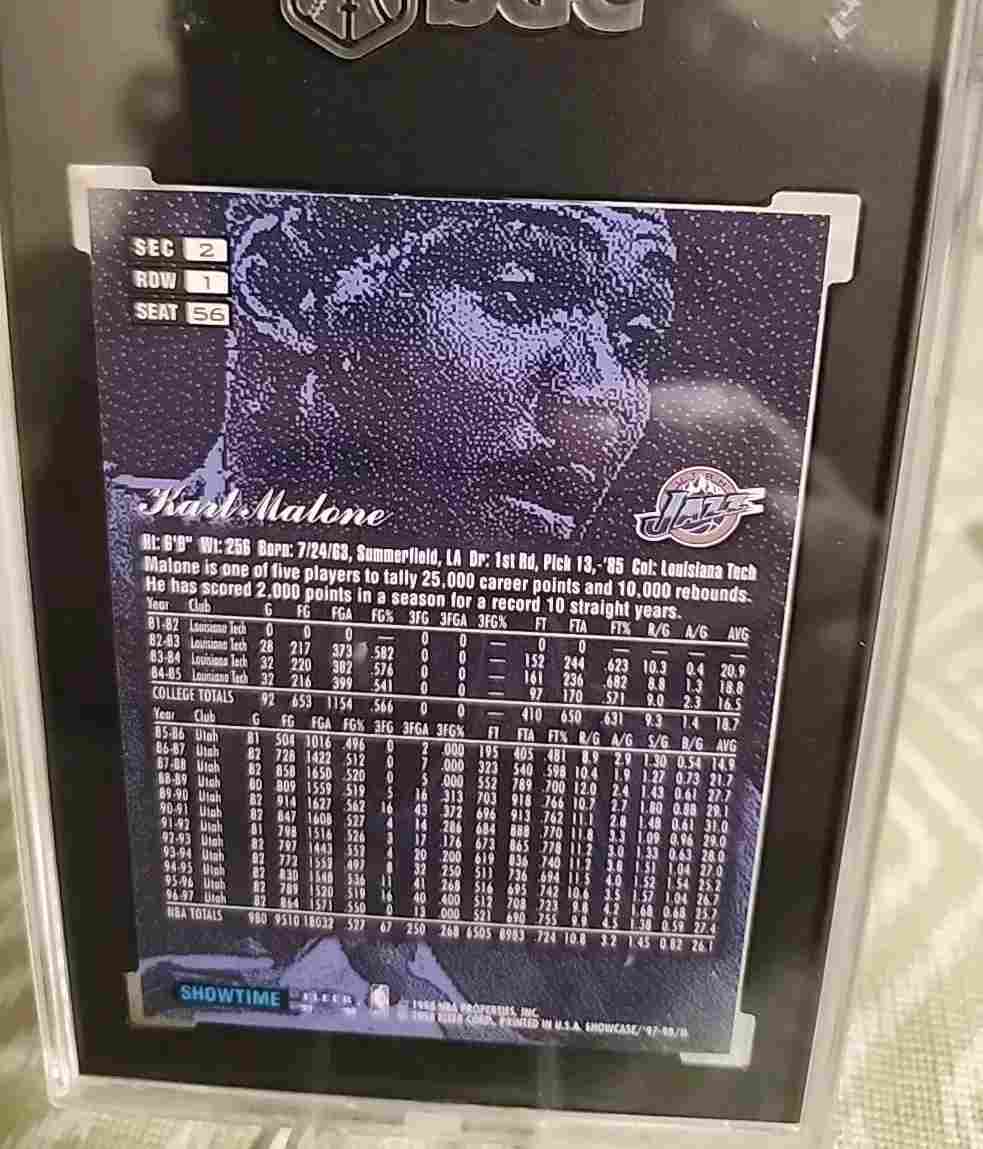 SGC
SEC 2
ROW 1
SEAT 56
Karl Malone
UTAH
JAZZ
Ht: 6'9" Wt: 256 Born: 7/24/63, Summerfield, LA Dr: 1st Rd, Pick 13,-'85 Col: Louisiana Tech
Malone is one of five players to tally 25,000 career points and 10,000 rebounds.
He has scored 2,000 points in a season for a record 10 straight years.
Year Club G FG FGA FG% 3FG 3FGA 3FG% FT FTA FT% R/G A/G AVG
81-82 Louisiana Tech 0 0 0 — 0 0 — 0 0 — — — —
82-83 Louisiana Tech 28 217 373 .582 0 0 — 152 244 .623 10.3 0.4 20.9
83-84 Louisiana Tech 32 220 382 .576 0 0 — 161 236 .682 8.8 1.3 18.8
84-85 Louisiana Tech 32 216 399 .541 0 0 — 97 170 .571 9.0 2.3 16.5
COLLEGE TOTALS 92 653 1154 .566 0 0 — 410 650 .631 9.3 1.4 18.7
Year Club G FG FGA FG% 3FG 3FGA 3FG% FT FTA FT% R/G A/G S/G B/G AVG
85-86 Utah 81 504 1016 .496 0 2 .000 195 405 .481 8.9 2.9 1.30 0.54 14.9
86-87 Utah 82 728 1422 .512 0 7 .000 323 540 .598 10.4 1.9 1.27 0.73 21.7
87-88 Utah 82 858 1650 .520 0 5 .000 552 789 .700 12.0 2.4 1.43 0.61 27.7
88-89 Utah 80 809 1559 .519 5 16 .313 703 918 .766 10.7 2.7 1.80 0.88 29.1
89-90 Utah 82 914 1627 .562 16 43 .372 696 913 .762 11.1 2.8 1.48 0.61 31.0
90-91 Utah 82 847 1608 .527 4 14 .286 684 888 .770 11.8 3.3 1.09 0.96 29.0
91-92 Utah 81 798 1516 .526 3 .176 673 865 .778 11.2 3.0 1.33 0.63 28.0
92-93 Utah 82 797 1443 .552 4 20 .200 619 836 .740 11.2 3.8 1.51 1.04 27.0
93-94 Utah 82 772 1552 .497 8 32 .250 511 736 .694 11.5 4.0 1.52 1.54 25.2
94-95 Utah 82 830 1548 .536 11 41 .268 516 695 .742 10.6 3.5 1.57 1.04 26.7
95-96 Utah 82 789 1520 .519 16 40 .400 512 708 .723 9.8 4.2 1.68 0.68 25.7
96-97 Utah 82 864 1571 .550 0 13 .000 521 690 .755 9.9 4.5 1.38 0.59 27.4
NBA TOTALS 980 9510 18032 .527 67 250 .268 6505 8983 .724 10.8 3.2 1.45 0.82 26.1
SHOWTIME FLEER
97 98
© 1998 NBA PROPERTIES, INC.
© 1998 FLEER CORP. PRINTED IN U.S.A. SHOWCASE/'97-98/II